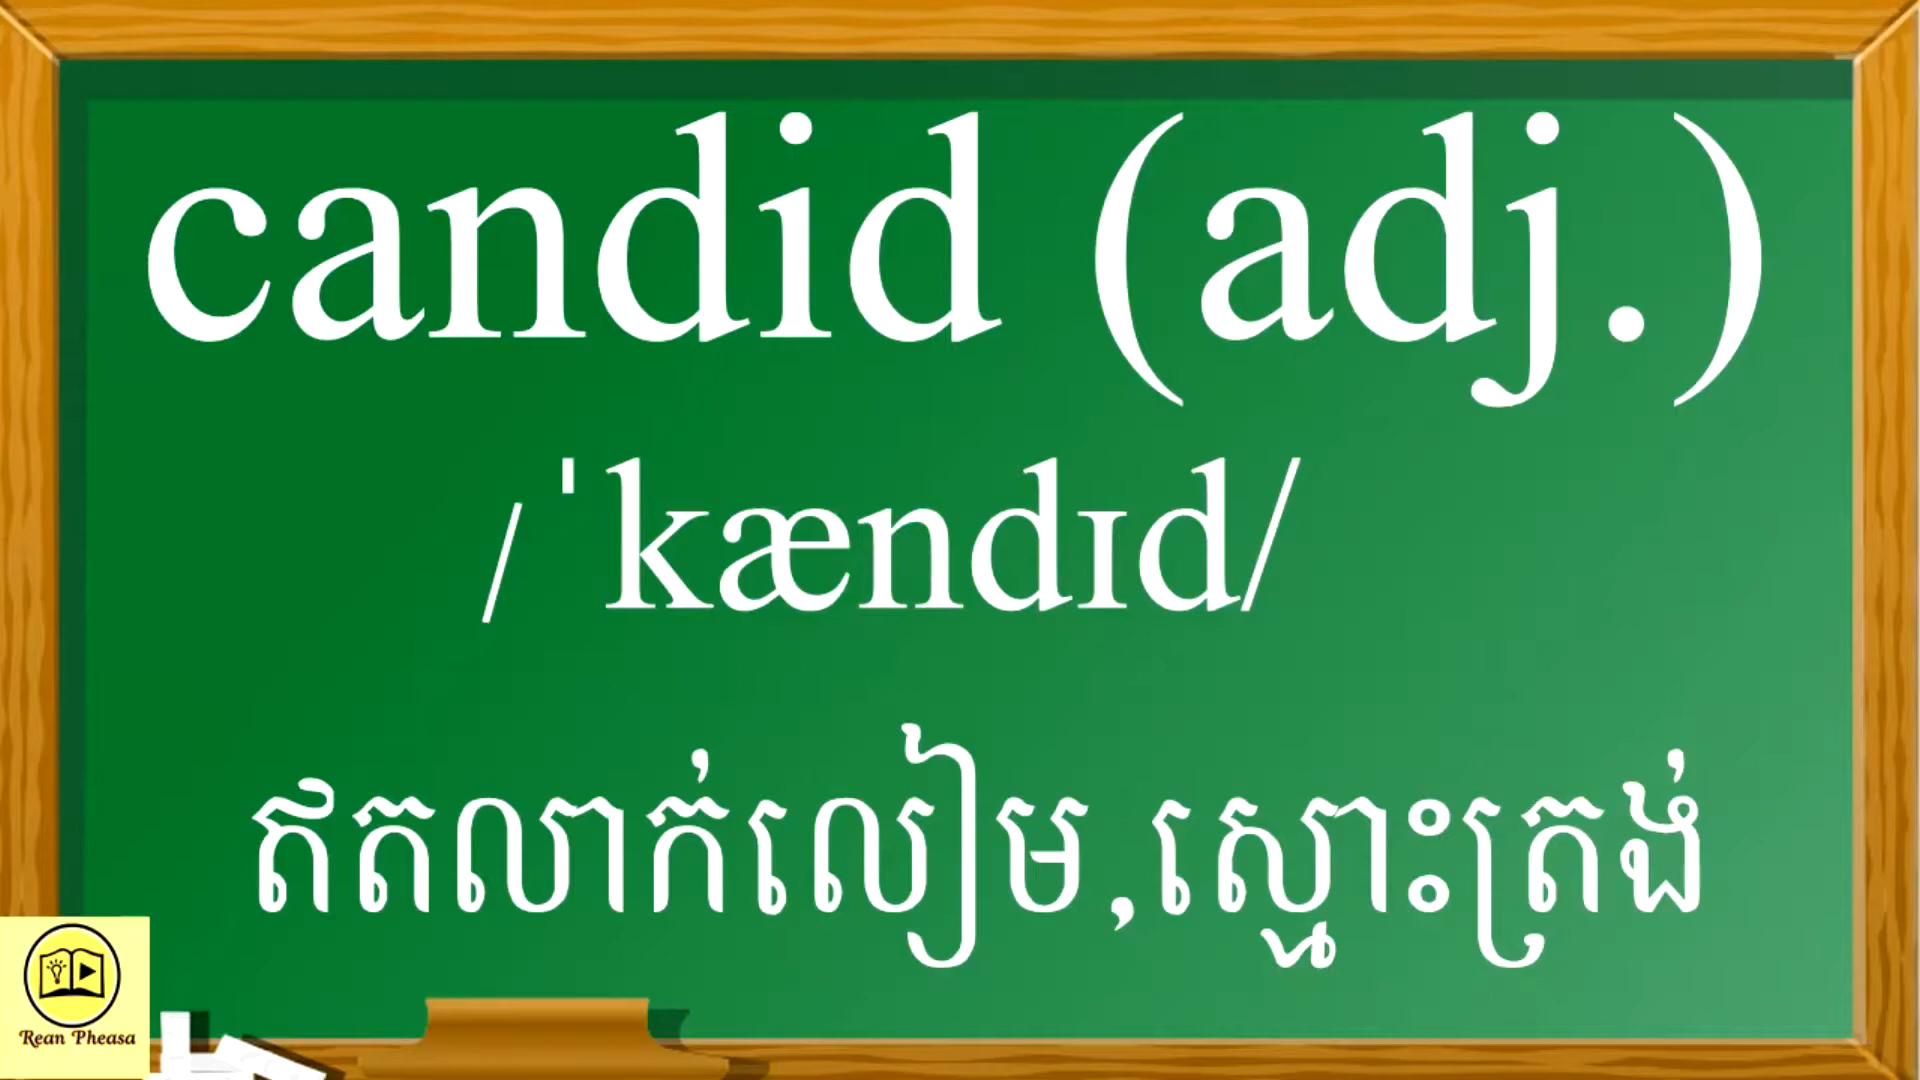 candid (adj.)
/ ˈkændɪd/
ឥតលាក់លៀម,ស្មោះត្រង់
Rean Pheasa